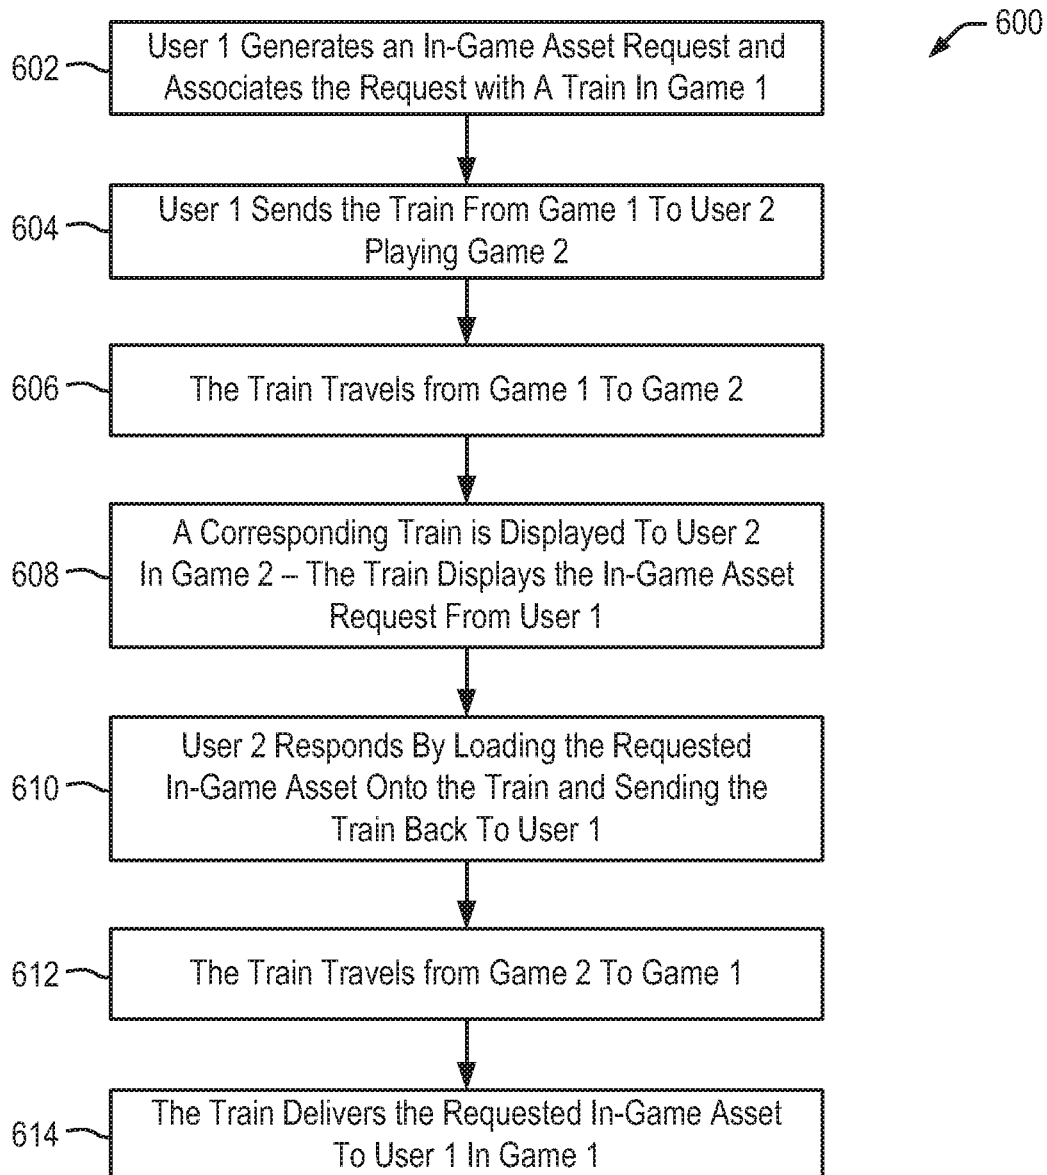 600
602
User 1 Generates an In-Game Asset Request and
Associates the Request with A Train In Game 1
604
User 1 Sends the Train From Game 1 To User 2
Playing Game 2
606
The Train Travels from Game 1 To Game 2
608
A Corresponding Train is Displayed To User 2
In Game 2 – The Train Displays the In-Game Asset
Request From User 1
610
User 2 Responds By Loading the Requested
In-Game Asset Onto the Train and Sending the
Train Back To User 1
612
The Train Travels from Game 2 To Game 1
614
The Train Delivers the Requested In-Game Asset
To User 1 In Game 1